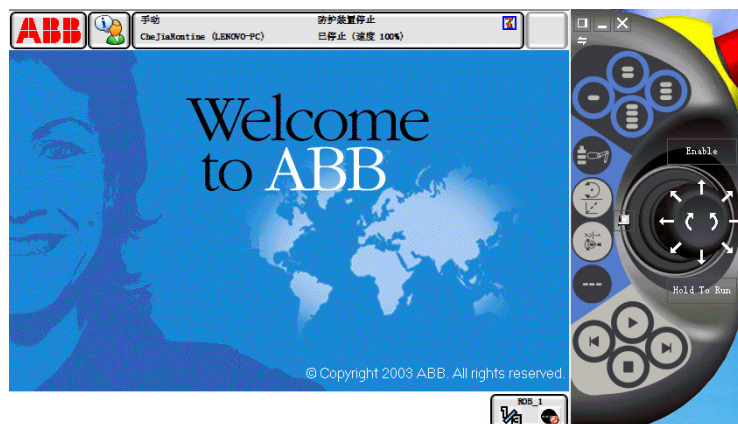 ABB
手动
防护装置停止
CheJiaRontine (LENOVO-PC)
已停止 (速度 100%)
Welcome
to ABB
© Copyright 2003 ABB. All rights reserved.
Enable
Hold To Run
ROB_1